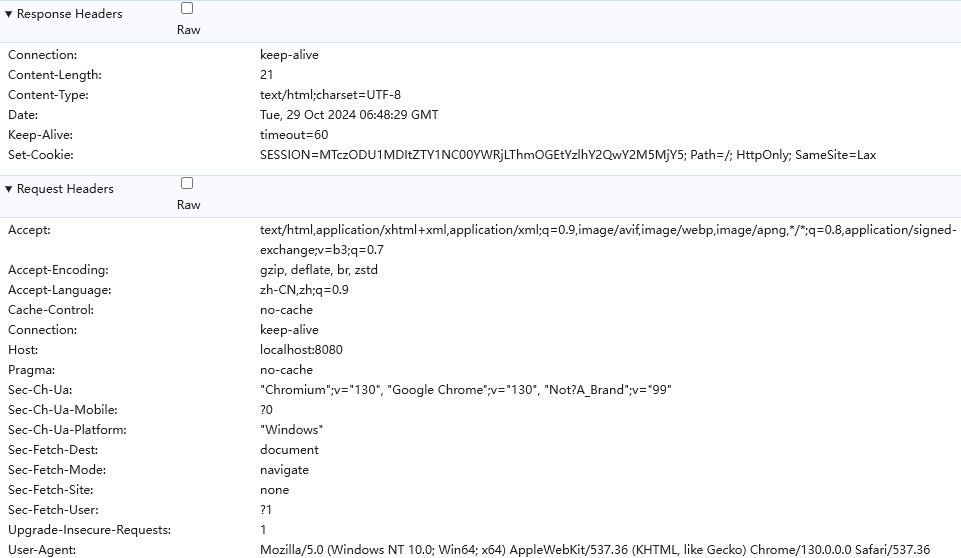 ▼ Response Headers
Raw
Connection: keep-alive
Content-Length: 21
Content-Type: text/html;charset=UTF-8
Date: Tue, 29 Oct 2024 06:48:29 GMT
Keep-Alive: timeout=60
Set-Cookie: SESSION=MTczODU1MDItZTY1NC00YWRjLThmOGEtYzlhY2QwY2M5MjY5; Path=/; HttpOnly; SameSite=Lax
▼ Request Headers
Raw
Accept: text/html,application/xhtml+xml,application/xml;q=0.9,image/avif,image/webp,image/apng,*/*;q=0.8,application/signed-
exchange;v=b3;q=0.7
Accept-Encoding: gzip, deflate, br, zstd
Accept-Language: zh-CN,zh;q=0.9
Cache-Control: no-cache
Connection: keep-alive
Host: localhost:8080
Pragma: no-cache
Sec-Ch-Ua: "Chromium";v="130", "Google Chrome";v="130", "Not?A_Brand";v="99"
Sec-Ch-Ua-Mobile: ?0
Sec-Ch-Ua-Platform: "Windows"
Sec-Fetch-Dest: document
Sec-Fetch-Mode: navigate
Sec-Fetch-Site: none
Sec-Fetch-User: ?1
Upgrade-Insecure-Requests: 1
User-Agent: Mozilla/5.0 (Windows NT 10.0; Win64; x64) AppleWebKit/537.36 (KHTML, like Gecko) Chrome/130.0.0.0 Safari/537.36